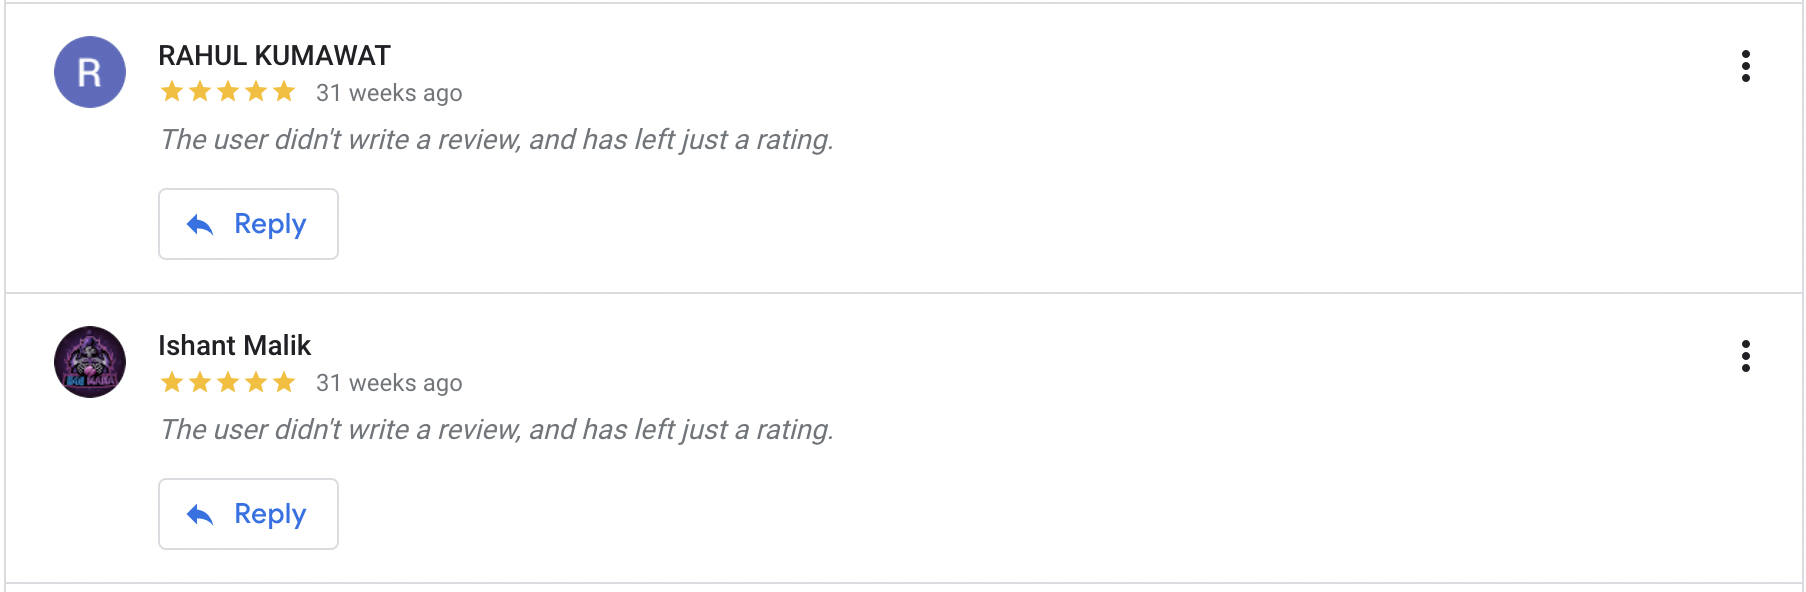 R
RAHUL KUMAWAT
31 weeks ago
The user didn't write a review, and has left just a rating.
Reply
Ishant Malik
31 weeks ago
The user didn't write a review, and has left just a rating.
Reply